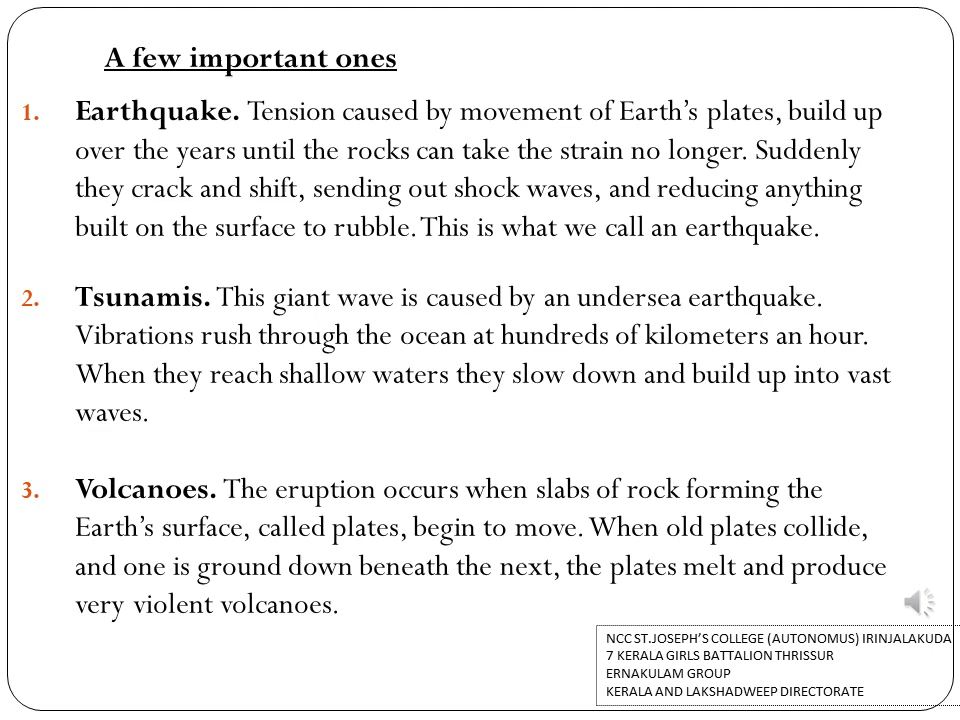 A few important ones
1. Earthquake. Tension caused by movement of Earth's plates, build up
over the years until the rocks can take the strain no longer. Suddenly
they crack and shift, sending out shock waves, and reducing anything
built on the surface to rubble. This is what we call an earthquake.
2. Tsunamis. This giant wave is caused by an undersea earthquake.
Vibrations rush through the ocean at hundreds of kilometers an hour.
When they reach shallow waters they slow down and build up into vast
waves.
3. Volcanoes. The eruption occurs when slabs of rock forming the
Earth's surface, called plates, begin to move. When old plates collide,
and one is ground down beneath the next, the plates melt and produce
very violent volcanoes.
NCC ST.JOSEPH'S COLLEGE (AUTONOMUS) IRINJALAKUDA
7 KERALA GIRLS BATTALION THRISSUR
ERNAKULAM GROUP
KERALA AND LAKSHADWEEP DIRECTORATE